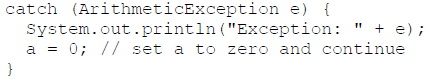 catch (ArithmeticException e) {
  System.out.println("Exception: " + e);
  a = 0; // set a to zero and continue
}